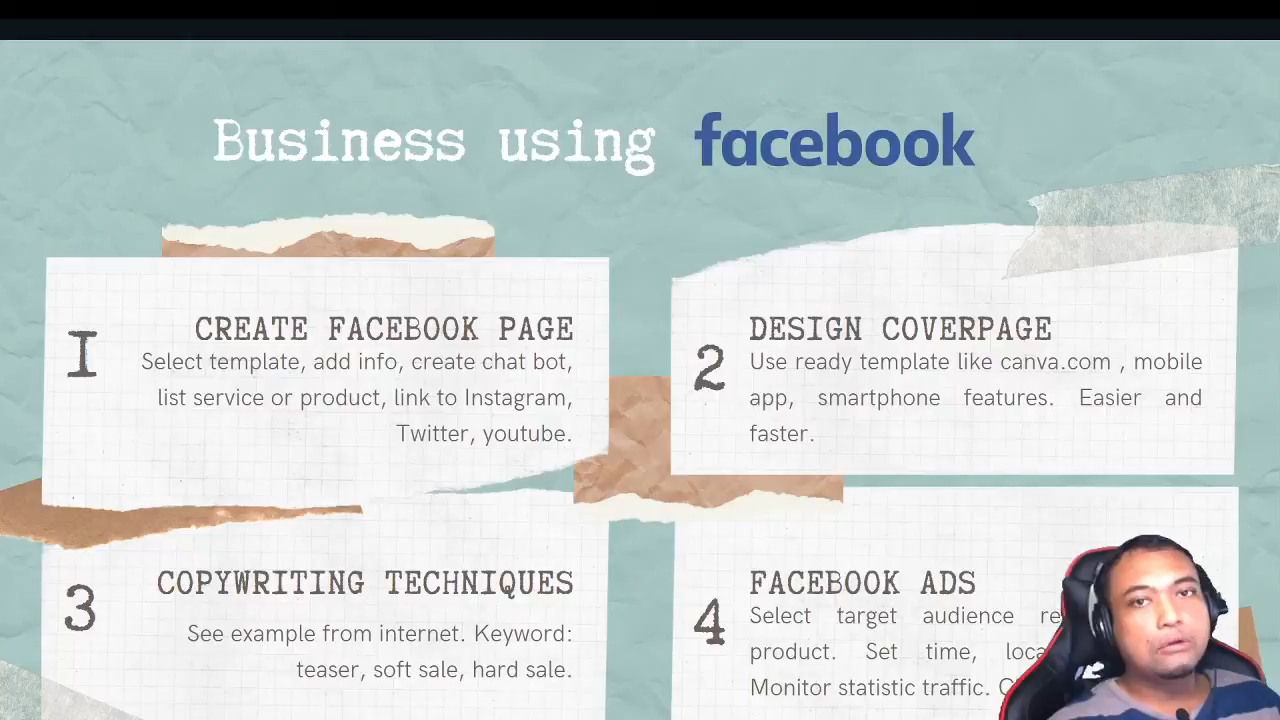 Business using facebook
1
CREATE FACEBOOK PAGE
Select template, add info, create chat bot,
list service or product, link to Instagram,
Twitter, youtube.
2
DESIGN COVERPAGE
Use ready template like canva.com , mobile
app, smartphone features. Easier and
faster.
3
COPYWRITING TECHNIQUES
See example from internet. Keyword:
teaser, soft sale, hard sale.
4
FACEBOOK ADS
Select target audience
product. Set time,
Monitor statistic traffic.